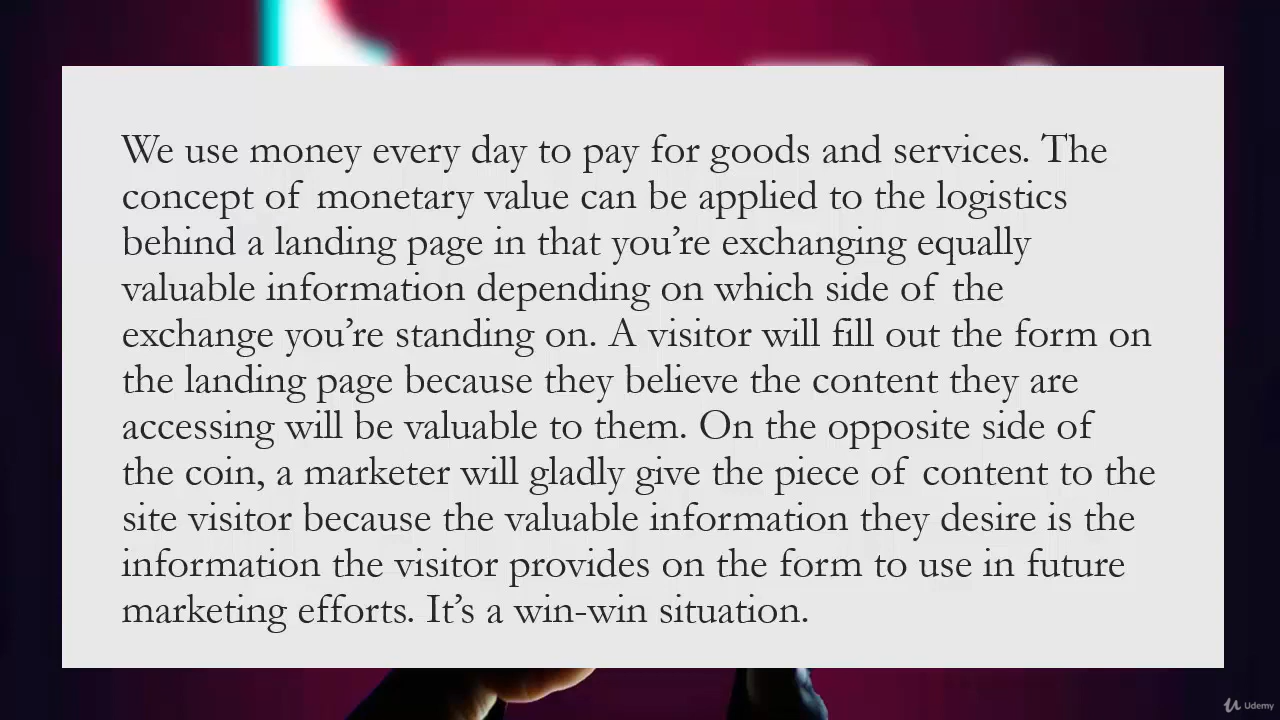 We use money every day to pay for goods and services. The
concept of monetary value can be applied to the logistics
behind a landing page in that you’re exchanging equally
valuable information depending on which side of the
exchange you’re standing on. A visitor will fill out the form on
the landing page because they believe the content they are
accessing will be valuable to them. On the opposite side of
the coin, a marketer will gladly give the piece of content to the
site visitor because the valuable information they desire is the
information the visitor provides on the form to use in future
marketing efforts. It’s a win-win situation.
Udemy